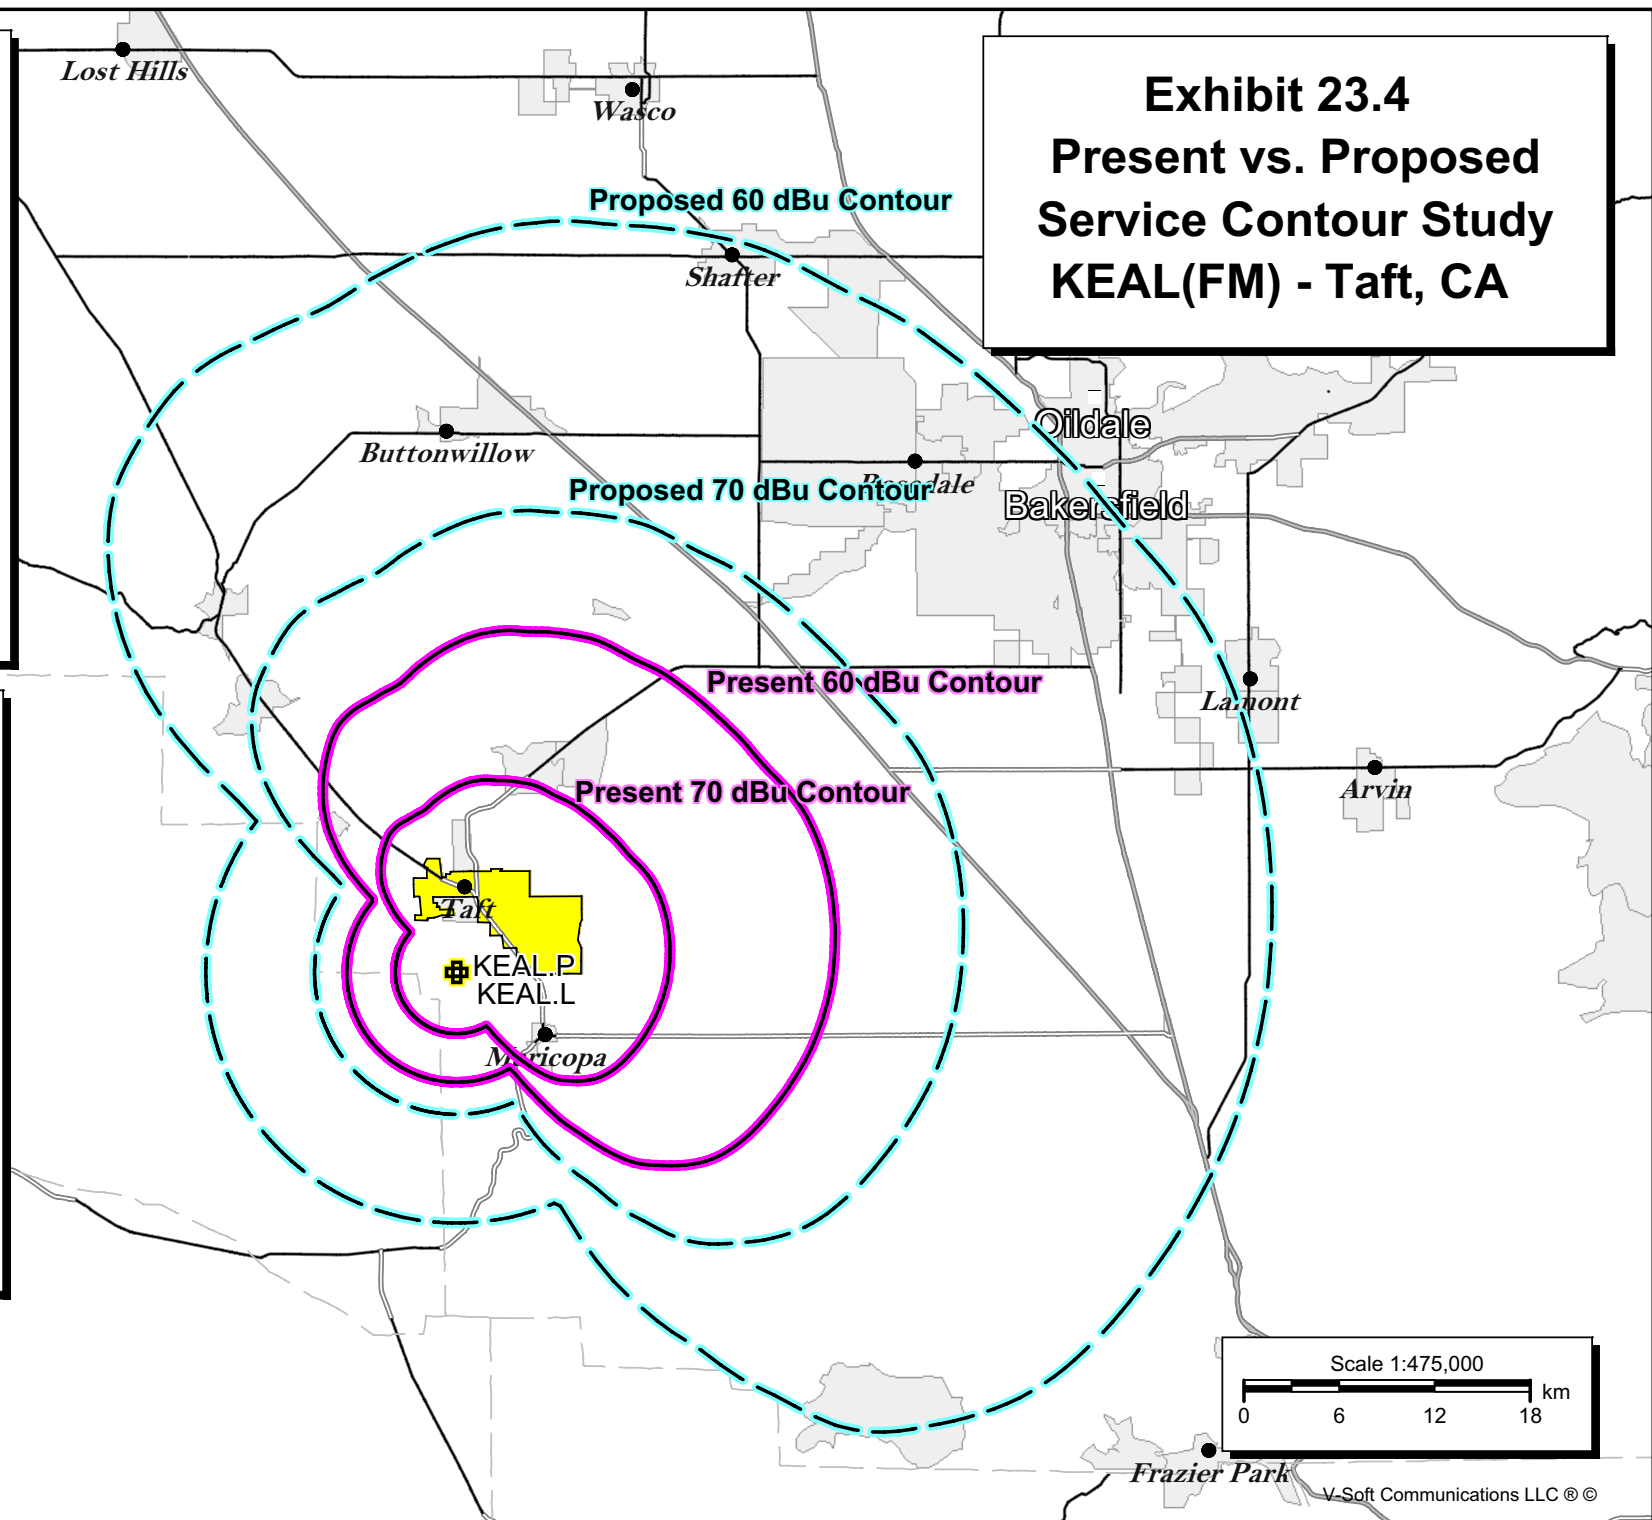 Lost Hills
Wasco
Exhibit 23.4
Present vs. Proposed
Service Contour Study
KEAL(FM) - Taft, CA
Proposed 60 dBu Contour
Shafter
Oildale
Buttonwillow
Rosedale
Proposed 70 dBu Contour
Bakersfield
Present 60 dBu Contour
Lamont
Arvin
Present 70 dBu Contour
Taft
KEAL.P
KEAL.L
Maricopa
Scale 1:475,000
km
0 6 12 18
Frazier Park
V-Soft Communications LLC ® ©